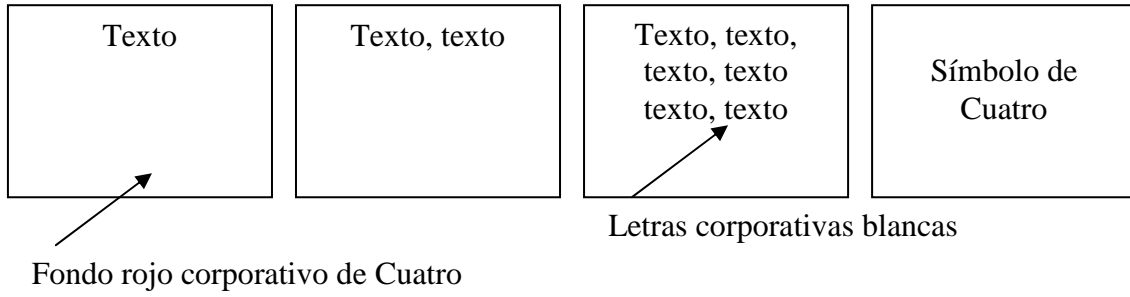 Texto
Texto, texto
Texto, texto,
texto, texto
texto, texto
Símbolo de
Cuatro
Letras corporativas blancas
Fondo rojo corporativo de Cuatro